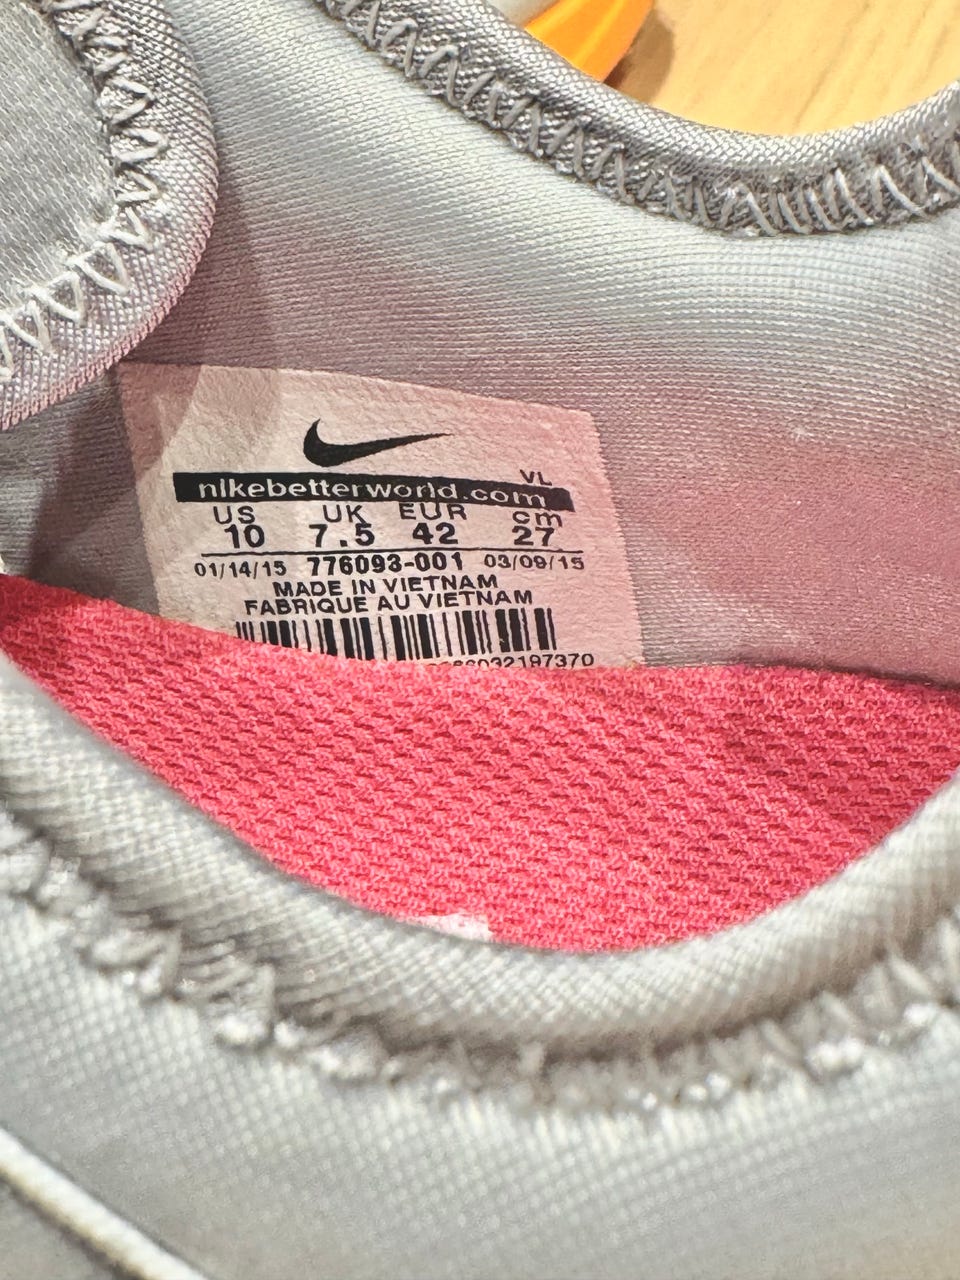 VL
nikebetterworld.com
US UK EUR cm
10 7.5 42 27
01/14/15 776093-001 03/09/15
MADE IN VIETNAM
FABRIQUE AU VIETNAM
6032197370